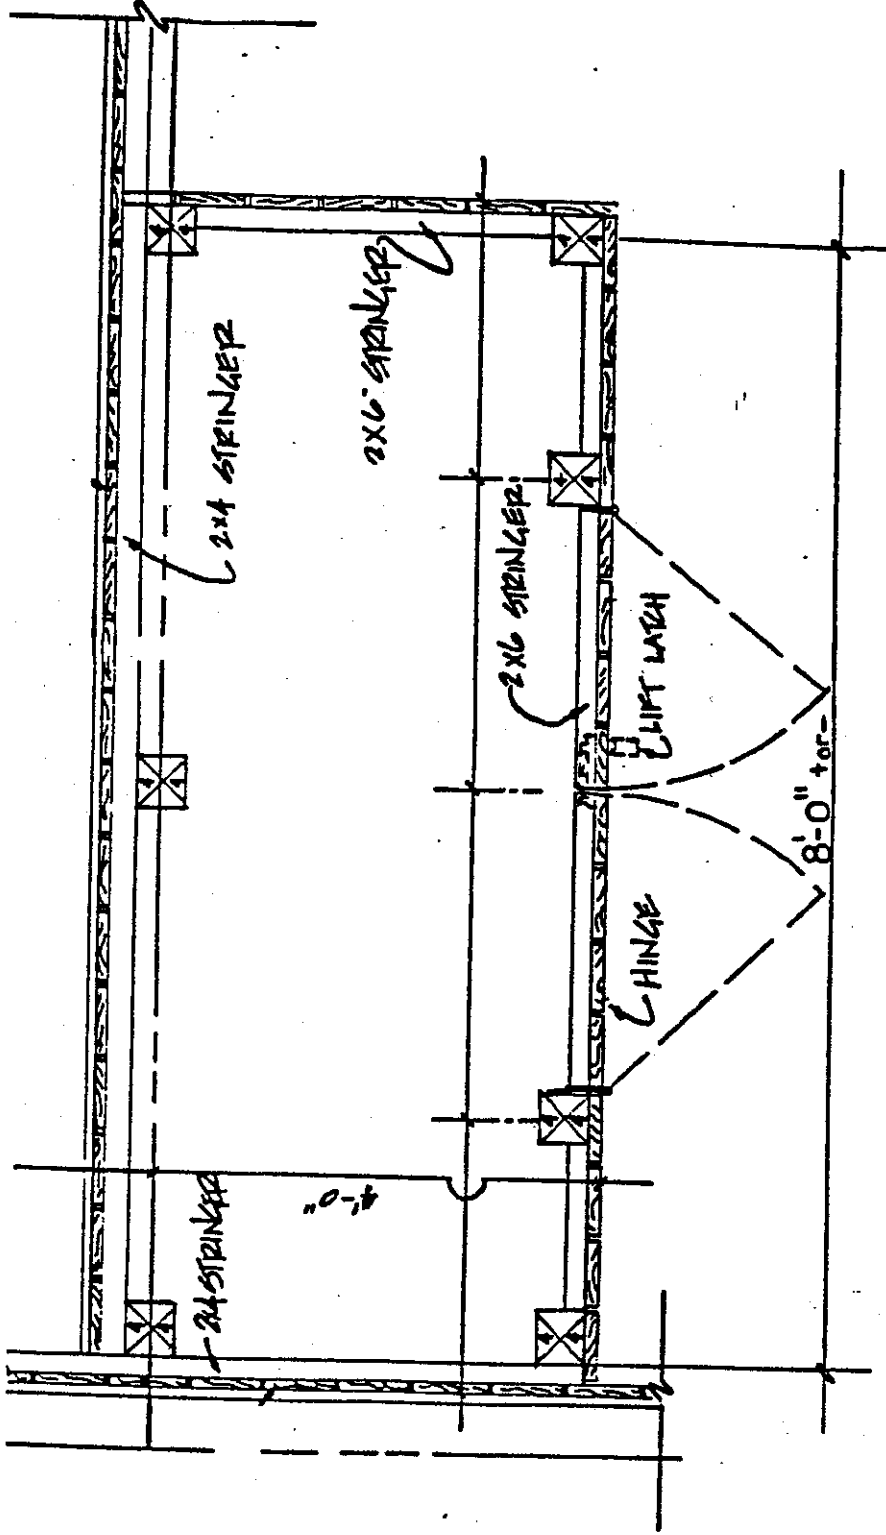 2x4 STRINGER
2x6 STRINGER
2x6 STRINGER
LIFT LATCH
8'-0" +or-
HINGE
4'-0"
2x4 STRINGER